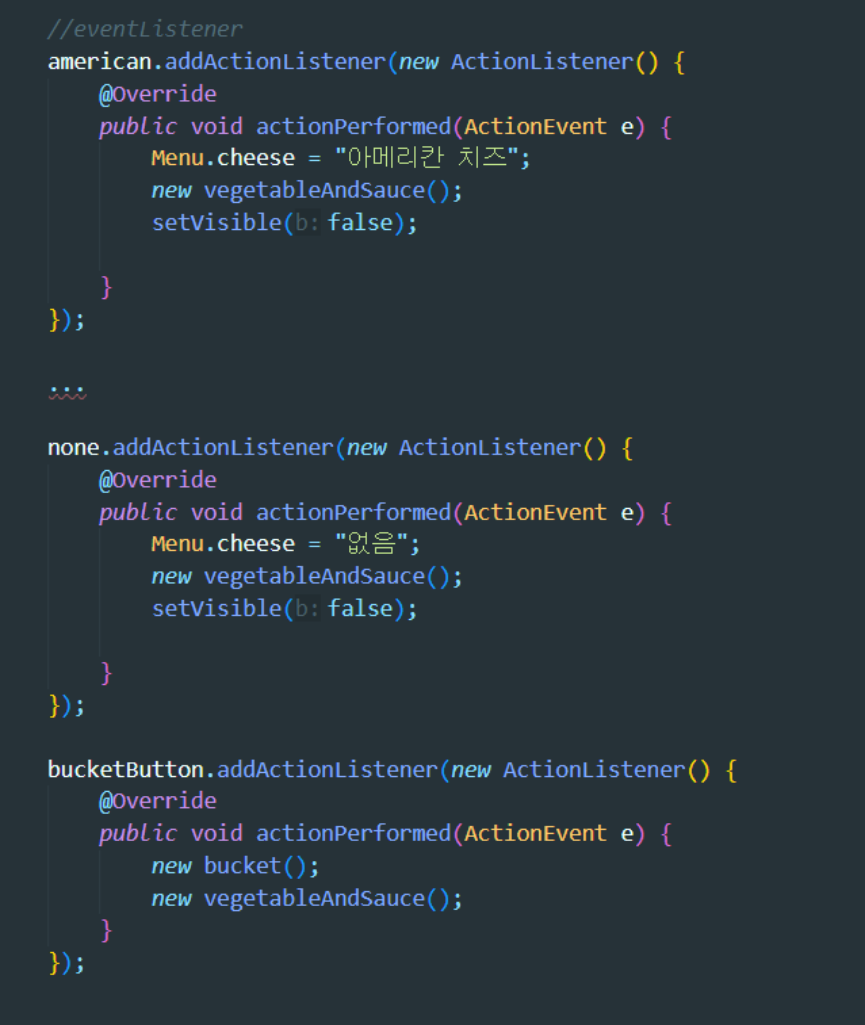 //eventListener
american.addActionListener(new ActionListener() {
@Override
public void actionPerformed(ActionEvent e) {
Menu.cheese = "아메리칸 치즈";
new vegetableAndSauce();
setVisible(b: false);
}
});
...
none.addActionListener(new ActionListener() {
@Override
public void actionPerformed(ActionEvent e) {
Menu.cheese = "없음";
new vegetableAndSauce();
setVisible(b: false);
}
});
bucketButton.addActionListener(new ActionListener() {
@Override
public void actionPerformed(ActionEvent e) {
new bucket();
new vegetableAndSauce();
}
});